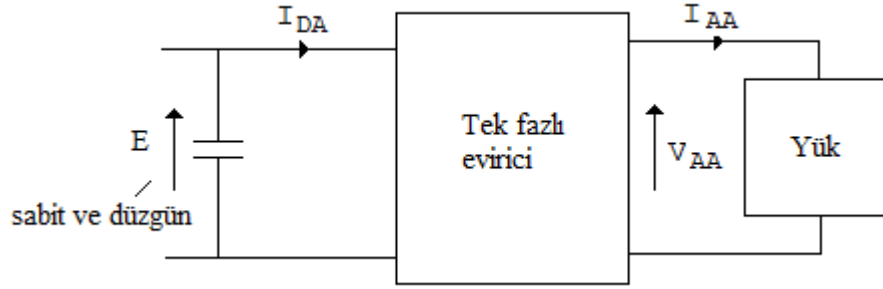 I DA
I AA
E
Tek fazlı
evirici
V AA
Yük
sabit ve düzgün